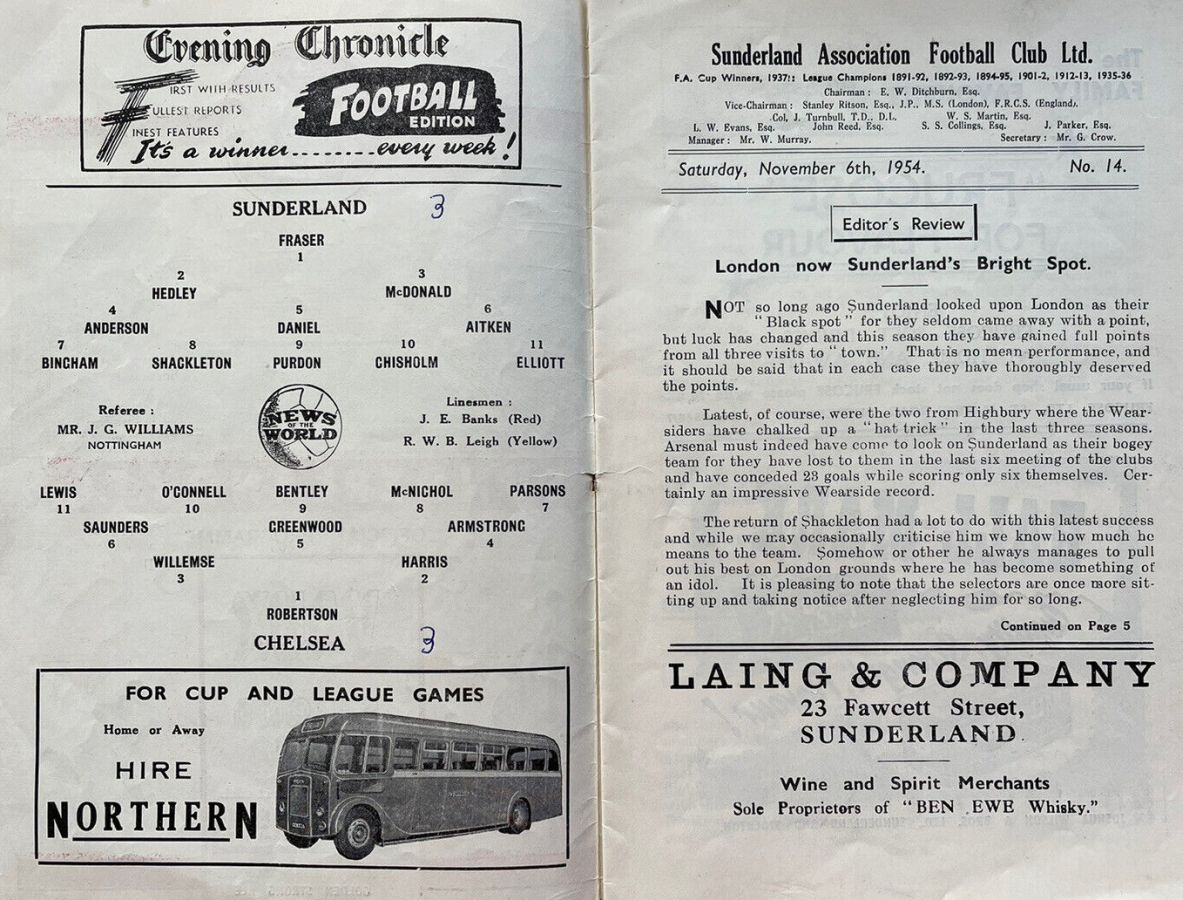 Evening Chronicle
FIRST WITH RESULTS
FULLEST REPORTS
FINEST FEATURES
FOOTBALL
EDITION
It's a winner........every week!
SUNDERLAND 3
FRASER
1
2 3
HEDLEY McDONALD
4 5 6
ANDERSON DANIEL AITKEN
7 8 9 10 11
BINGHAM SHACKLETON PURDON CHISHOLM ELLIOTT
Referee :
MR. J. G. WILLIAMS
NOTTINGHAM
NEWS
OF THE
WORLD
Linesmen :
J. E. Banks (Red)
R. W. B. Leigh (Yellow)
LEWIS O'CONNELL BENTLEY McNICHOL PARSONS
11 10 9 8 7
SAUNDERS GREENWOOD ARMSTRONG
6 5 4
WILLEMSE HARRIS
3 2
1
ROBERTSON
CHELSEA 3
FOR CUP AND LEAGUE GAMES
Home or Away
HIRE
NORTHERN
Sunderland Association Football Club Ltd.
F.A. Cup Winners, 1937:: League Champions 1891-92, 1892-93, 1894-95, 1901-2, 1912-13, 1935-36
Chairman : E. W. Ditchburn, Esq.
Vice-Chairman : Stanley Ritson, Esq., J.P., M.S. (London), F.R.C.S. (England).
Col. J. Turnbull, T.D., D.L. W. S. Martin, Esq.
L. W. Evans, Esq. John Reed, Esq. S. S. Collings, Esq. J. Parker, Esq.
Manager : Mr. W. Murray. Secretary : Mr. G. Crow.
Saturday, November 6th, 1954. No. 14.
Editor's Review
London now Sunderland's Bright Spot.
NOT so long ago Sunderland looked upon London as their
"Black spot" for they seldom came away with a point,
but luck has changed and this season they have gained full points
from all three visits to "town." That is no mean performance, and
it should be said that in each case they have thoroughly deserved
the points.
Latest, of course, were the two from Highbury where the Wear-
siders have chalked up a "hat trick" in the last three seasons.
Arsenal must indeed have come to look on Sunderland as their bogey
team for they have lost to them in the last six meeting of the clubs
and have conceded 23 goals while scoring only six themselves. Cer-
tainly an impressive Wearside record.
The return of Shackleton had a lot to do with this latest success
and while we may occasionally criticise him we know how much he
means to the team. Somehow or other he always manages to pull
out his best on London grounds where he has become something of
an idol. It is pleasing to note that the selectors are once more sit-
ting up and taking notice after neglecting him for so long.
Continued on Page 5
LAING & COMPANY
23 Fawcett Street,
SUNDERLAND
Wine and Spirit Merchants
Sole Proprietors of "BEN EWE Whisky."